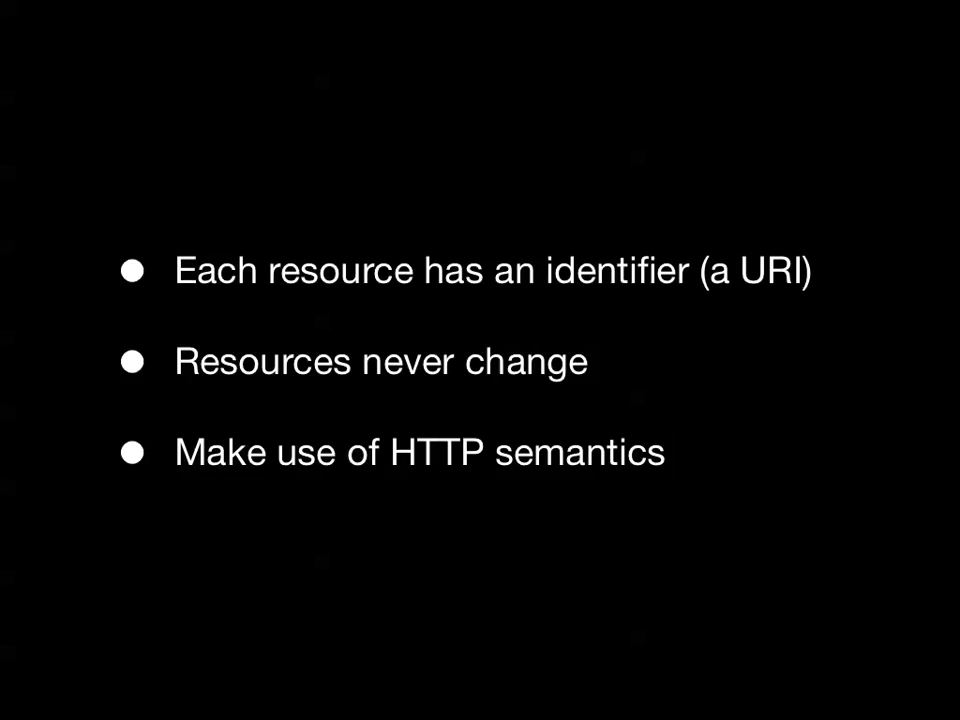 • Each resource has an identifier (a URI)
• Resources never change
• Make use of HTTP semantics